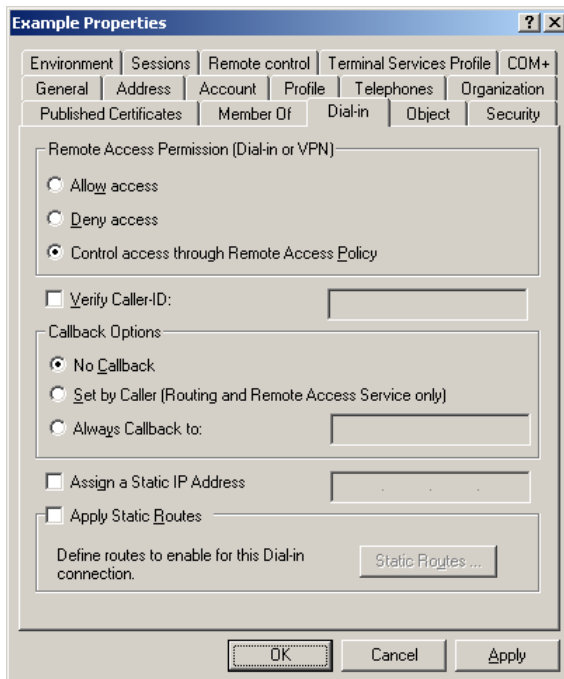 Example Properties
Environment Sessions Remote control Terminal Services Profile COM+
General Address Account Profile Telephones Organization
Published Certificates Member Of Dial-in Object Security
Remote Access Permission (Dial-in or VPN)
Allow access
Deny access
Control access through Remote Access Policy
Verify Caller-ID:
Callback Options
No Callback
Set by Caller (Routing and Remote Access Service only)
Always Callback to:
Assign a Static IP Address
Apply Static Routes
Define routes to enable for this Dial-in
connection.
Static Routes ...
OK Cancel Apply